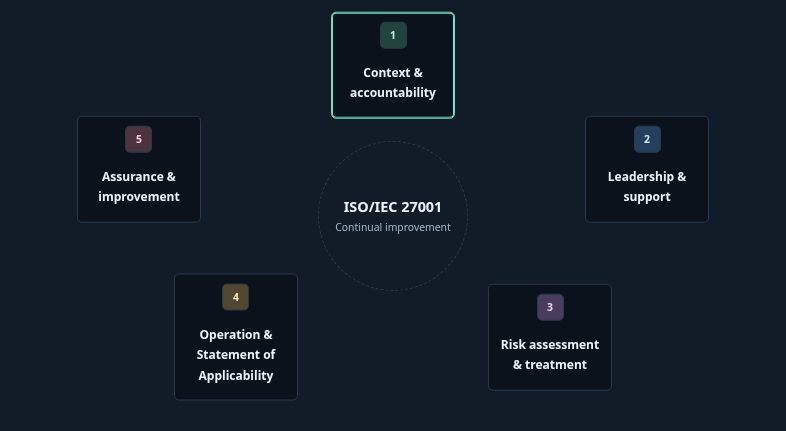 1
Context &
accountability
5
Assurance &
improvement
2
Leadership &
support
ISO/IEC 27001
Continual improvement
4
Operation &
Statement of
Applicability
3
Risk assessment
& treatment